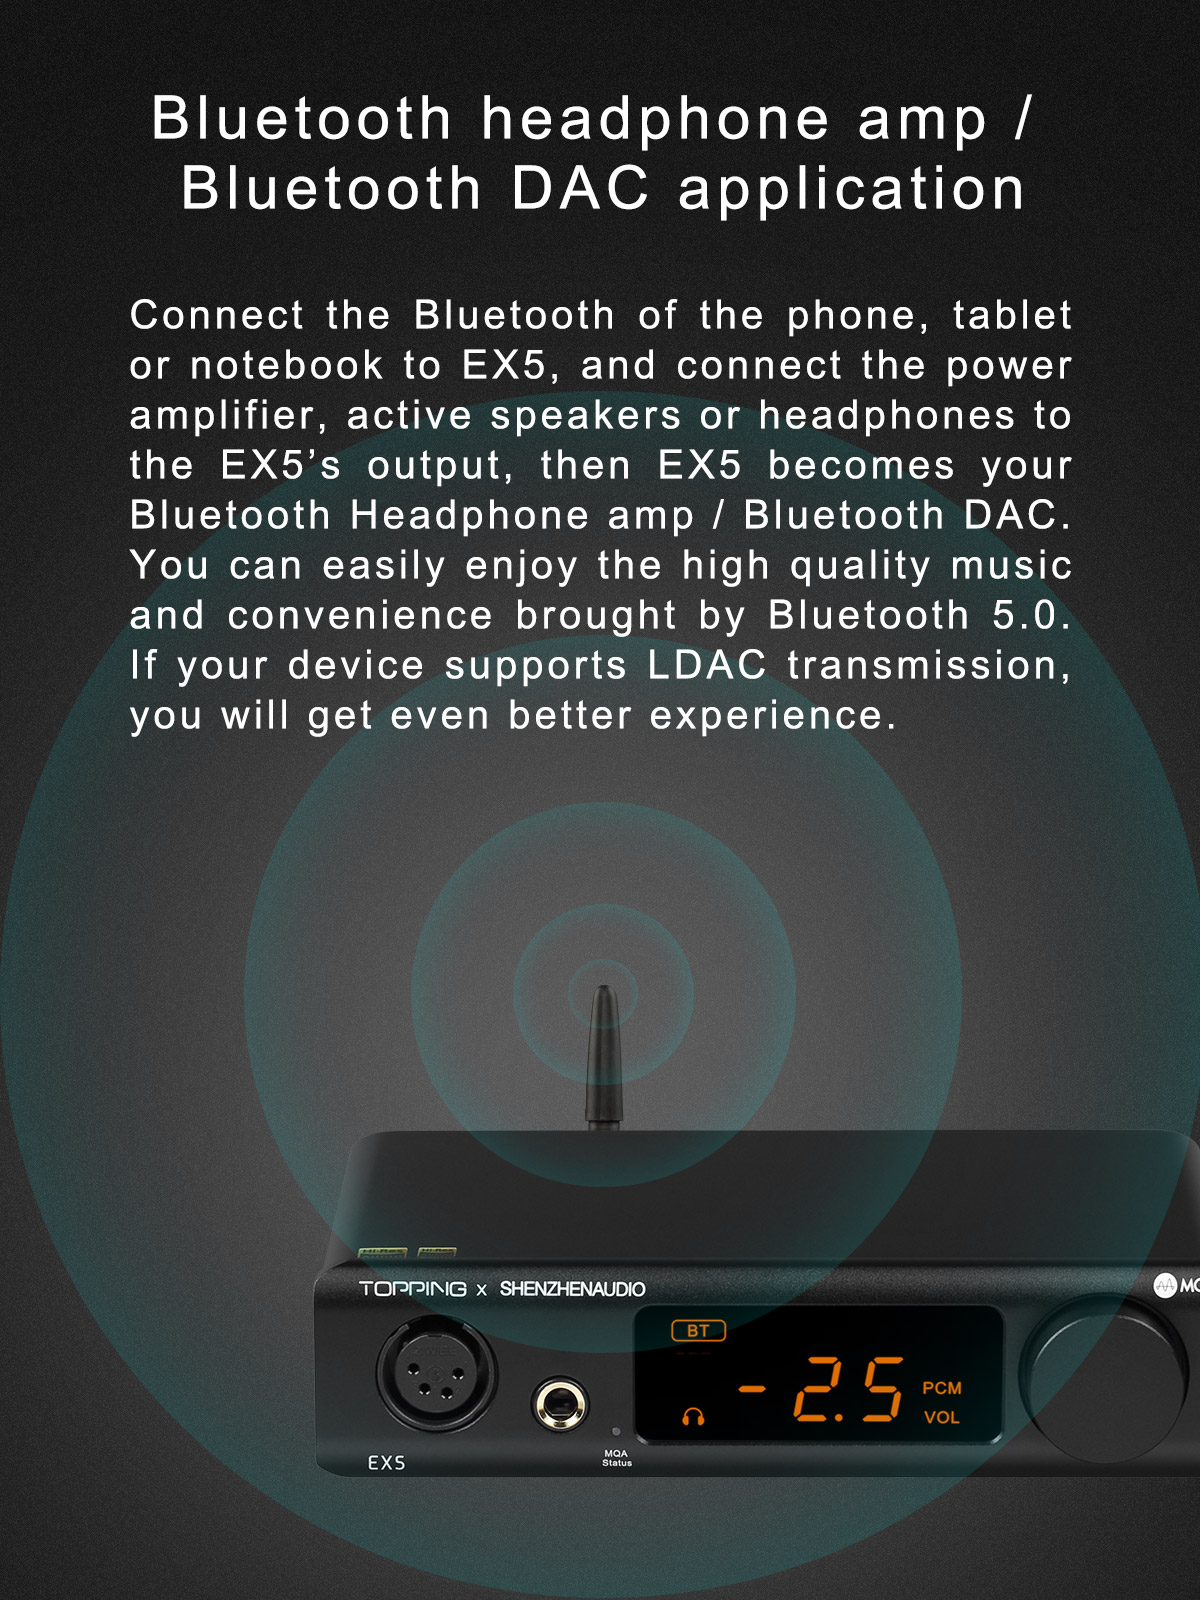 Bluetooth headphone amp /
Bluetooth DAC application
Connect the Bluetooth of the phone, tablet
or notebook to EX5, and connect the power
amplifier, active speakers or headphones to
the EX5’s output, then EX5 becomes your
Bluetooth Headphone amp / Bluetooth DAC.
You can easily enjoy the high quality music
and convenience brought by Bluetooth 5.0.
If your device supports LDAC transmission,
you will get even better experience.
TOPPING x SHENZHENAUDIO
BT
- 2.5
PCM
VOL
MQA
Status
EX5